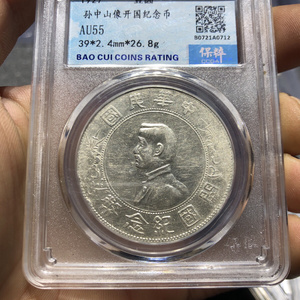 孙中山像开国纪念币
AU55
39*2.4mm*26.8g
BAO CUI COINS RATING
保粹
S0721A0712
中華民國
開國紀念幣